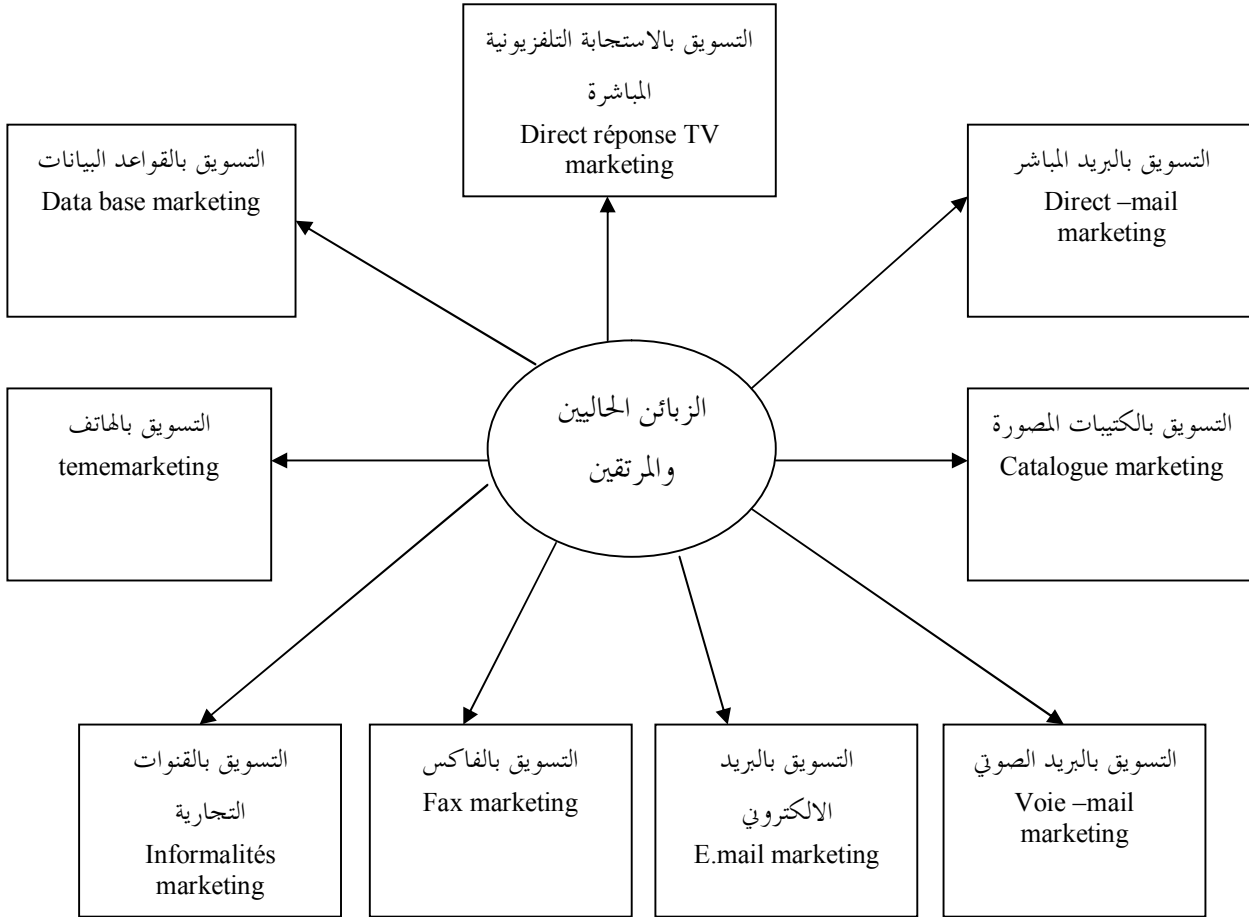 التسويق بالاستجابة التلفزيونية
المباشرة
Direct réponse TV
marketing
التسويق بالبريد المباشر
Direct –mail
marketing
التسويق بالقواعد البيانات
Data base marketing
الزبائن الحاليين
والمرتقين
التسويق بالكتيبات المصورة
Catalogue marketing
التسويق بالهاتف
tememarketing
التسويق بالبريد الصوتي
Voie –mail
marketing
التسويق بالبريد
الالكتروني
E.mail marketing
التسويق بالفاكس
Fax marketing
التسويق بالقنوات
التجارية
Informalités
marketing